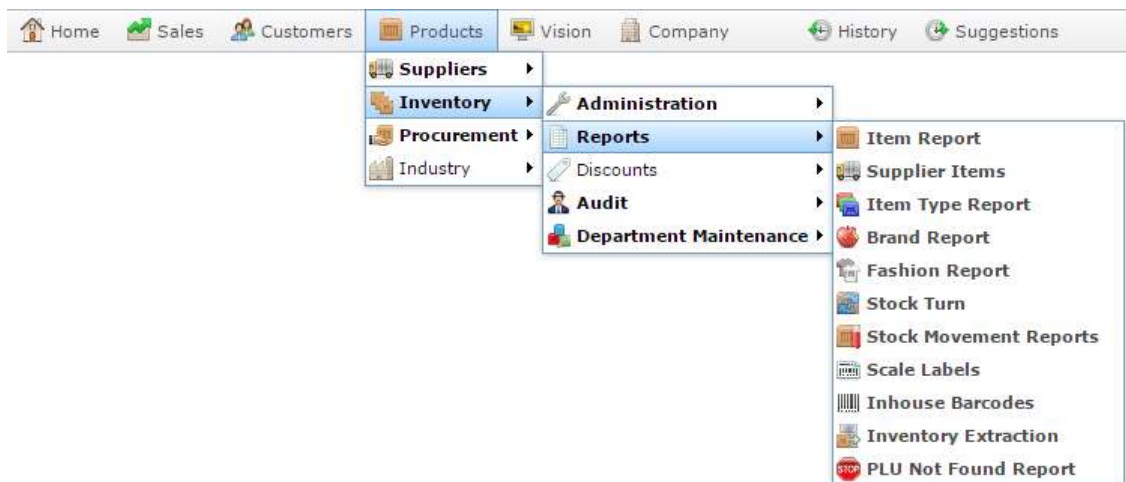 Home Sales Customers Products Vision Company History Suggestions
Suppliers
Inventory
Procurement
Industry
Administration
Reports
Discounts
Audit
Department Maintenance
Item Report
Supplier Items
Item Type Report
Brand Report
Fashion Report
Stock Turn
Stock Movement Reports
Scale Labels
Inhouse Barcodes
Inventory Extraction
STOP PLU Not Found Report